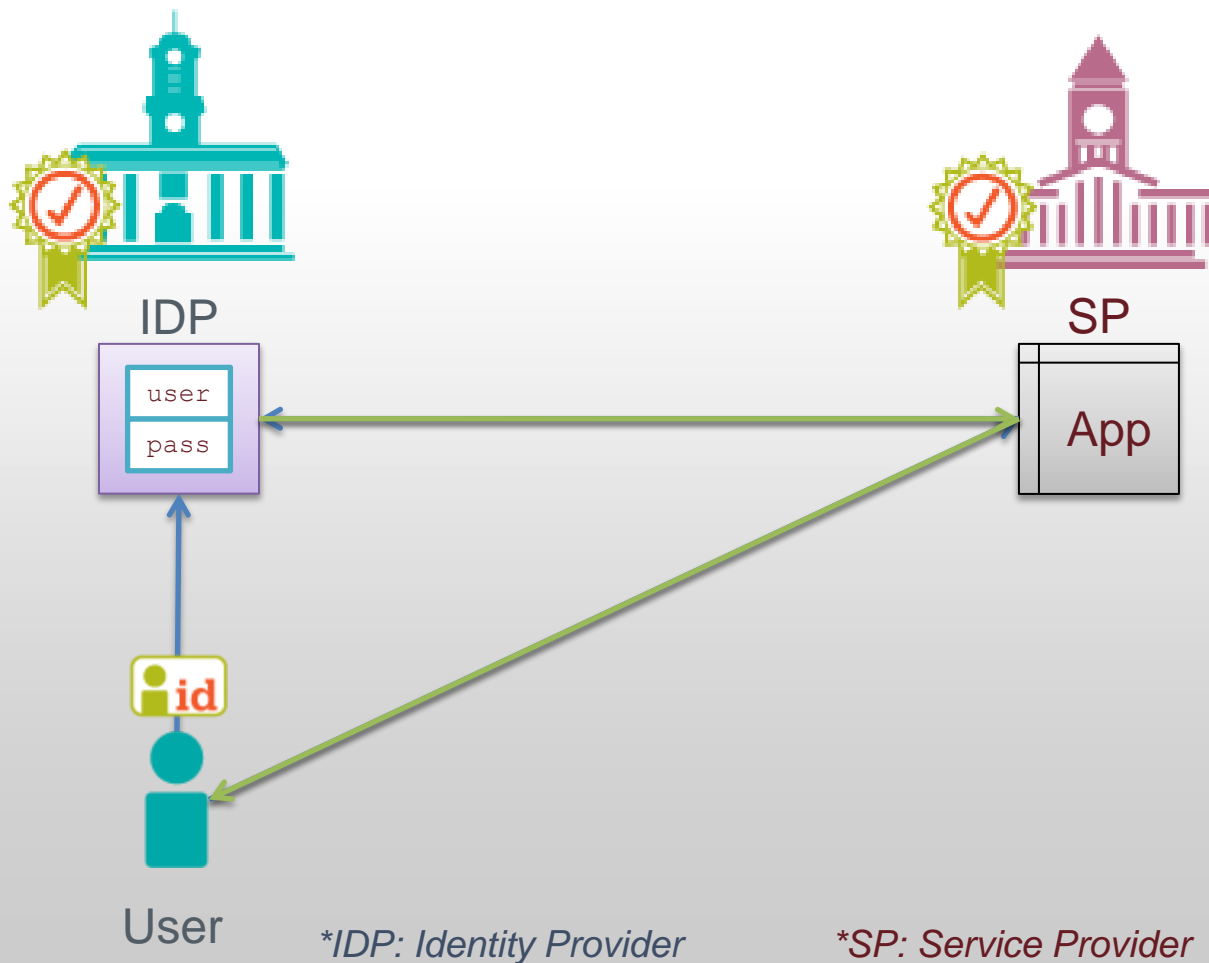 IDP
SP
user
pass
App
id
User
*IDP: Identity Provider
*SP: Service Provider